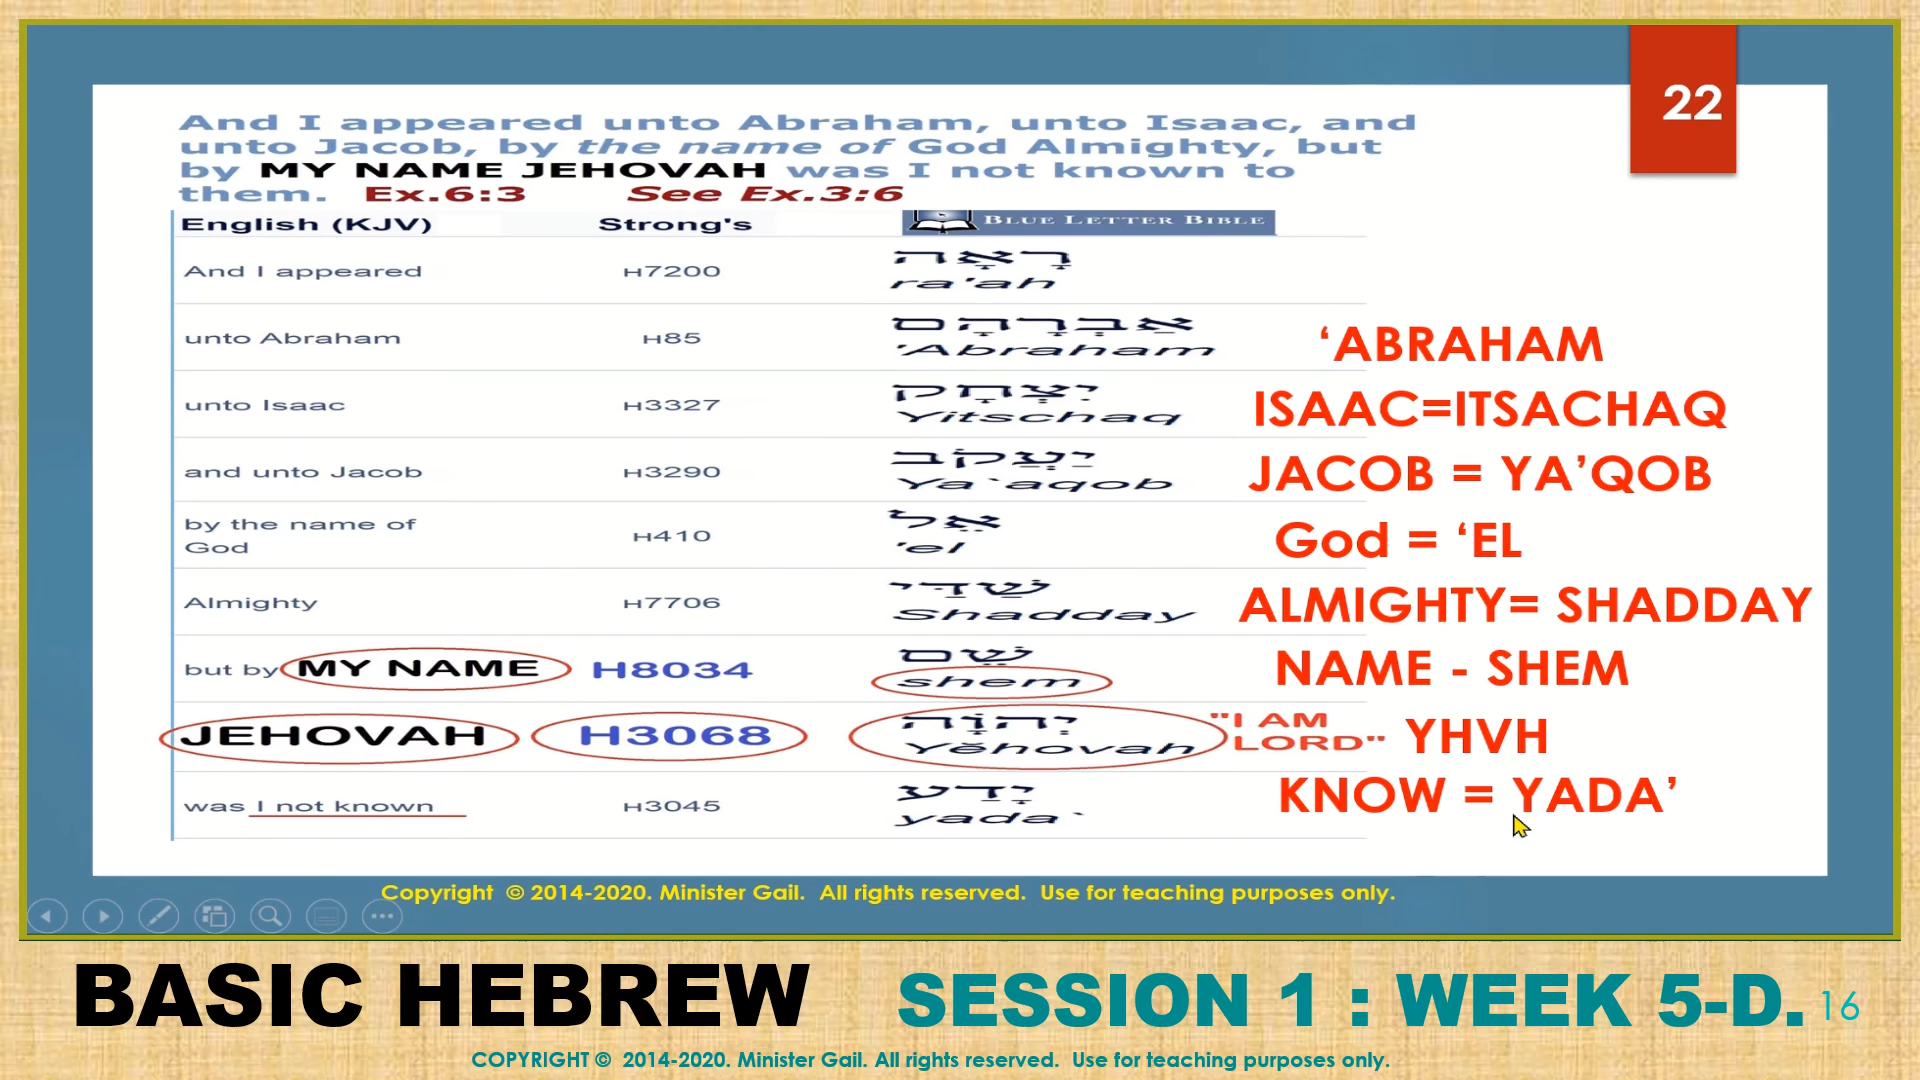 22
And I appeared unto Abraham, unto Isaac, and
unto Jacob, by the name of God Almighty, but
by MY NAME JEHOVAH was I not known to
them. Ex.6:3 See Ex.3:6
English (KJV) Strong's BLUE LETTER BIBLE
And I appeared H7200 רָאָה
ra'ah
unto Abraham H85 אַבְרָהָם
'Abraham ‘ABRAHAM
unto Isaac H3327 יִצְחָק
Yitschaq ISAAC=ITSACHAQ
and unto Jacob H3290 יַעֲקֹב
Ya`aqob JACOB = YA’QOB
by the name of
God H410 אֵל
'el God = ‘EL
Almighty H7706 שַׁדַּי
Shadday ALMIGHTY= SHADDAY
but by MY NAME H8034 שֵׁם
shem NAME - SHEM
JEHOVAH H3068 יְהֹוָה
Yĕhovah "I AM
LORD" YHVH
was I not known H3045 יָדַע
yada` KNOW = YADA’
Copyright © 2014-2020. Minister Gail. All rights reserved. Use for teaching purposes only.
BASIC HEBREW SESSION 1 : WEEK 5-D. 16
COPYRIGHT © 2014-2020. Minister Gail. All rights reserved. Use for teaching purposes only.